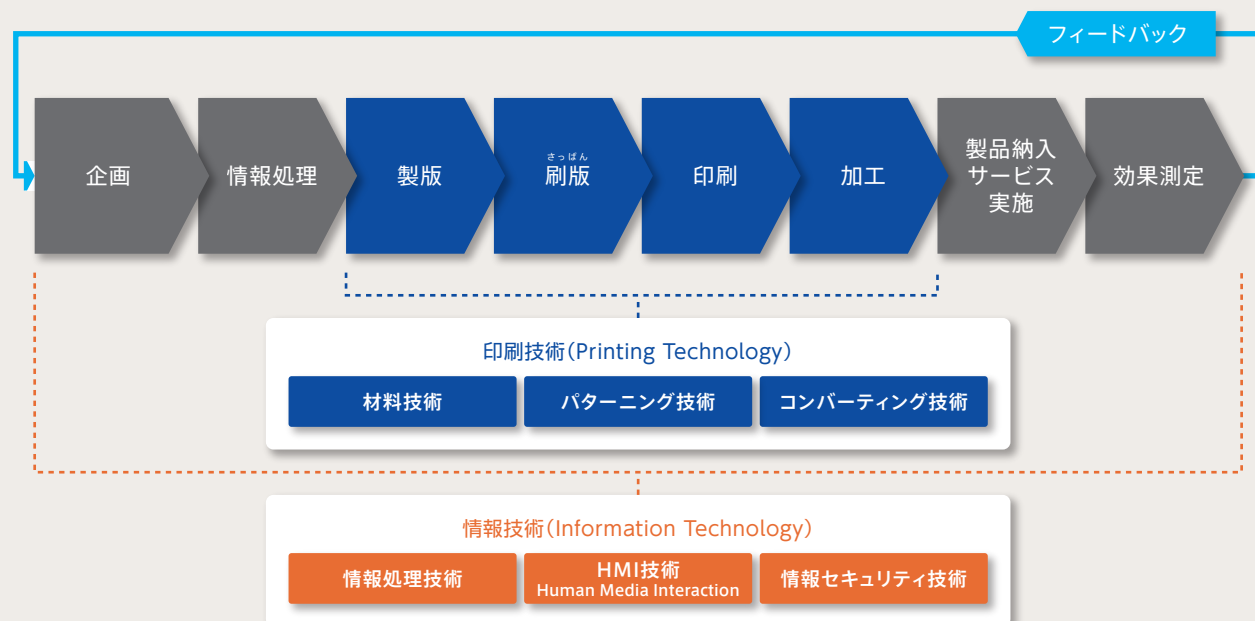 フィードバック
企画
情報処理
製版
さっぱん
刷版
印刷
加工
製品納入
サービス
実施
効果測定
印刷技術(Printing Technology)
材料技術
パターニング技術
コンバーティング技術
情報技術(Information Technology)
情報処理技術
HMI技術
Human Media Interaction
情報セキュリティ技術